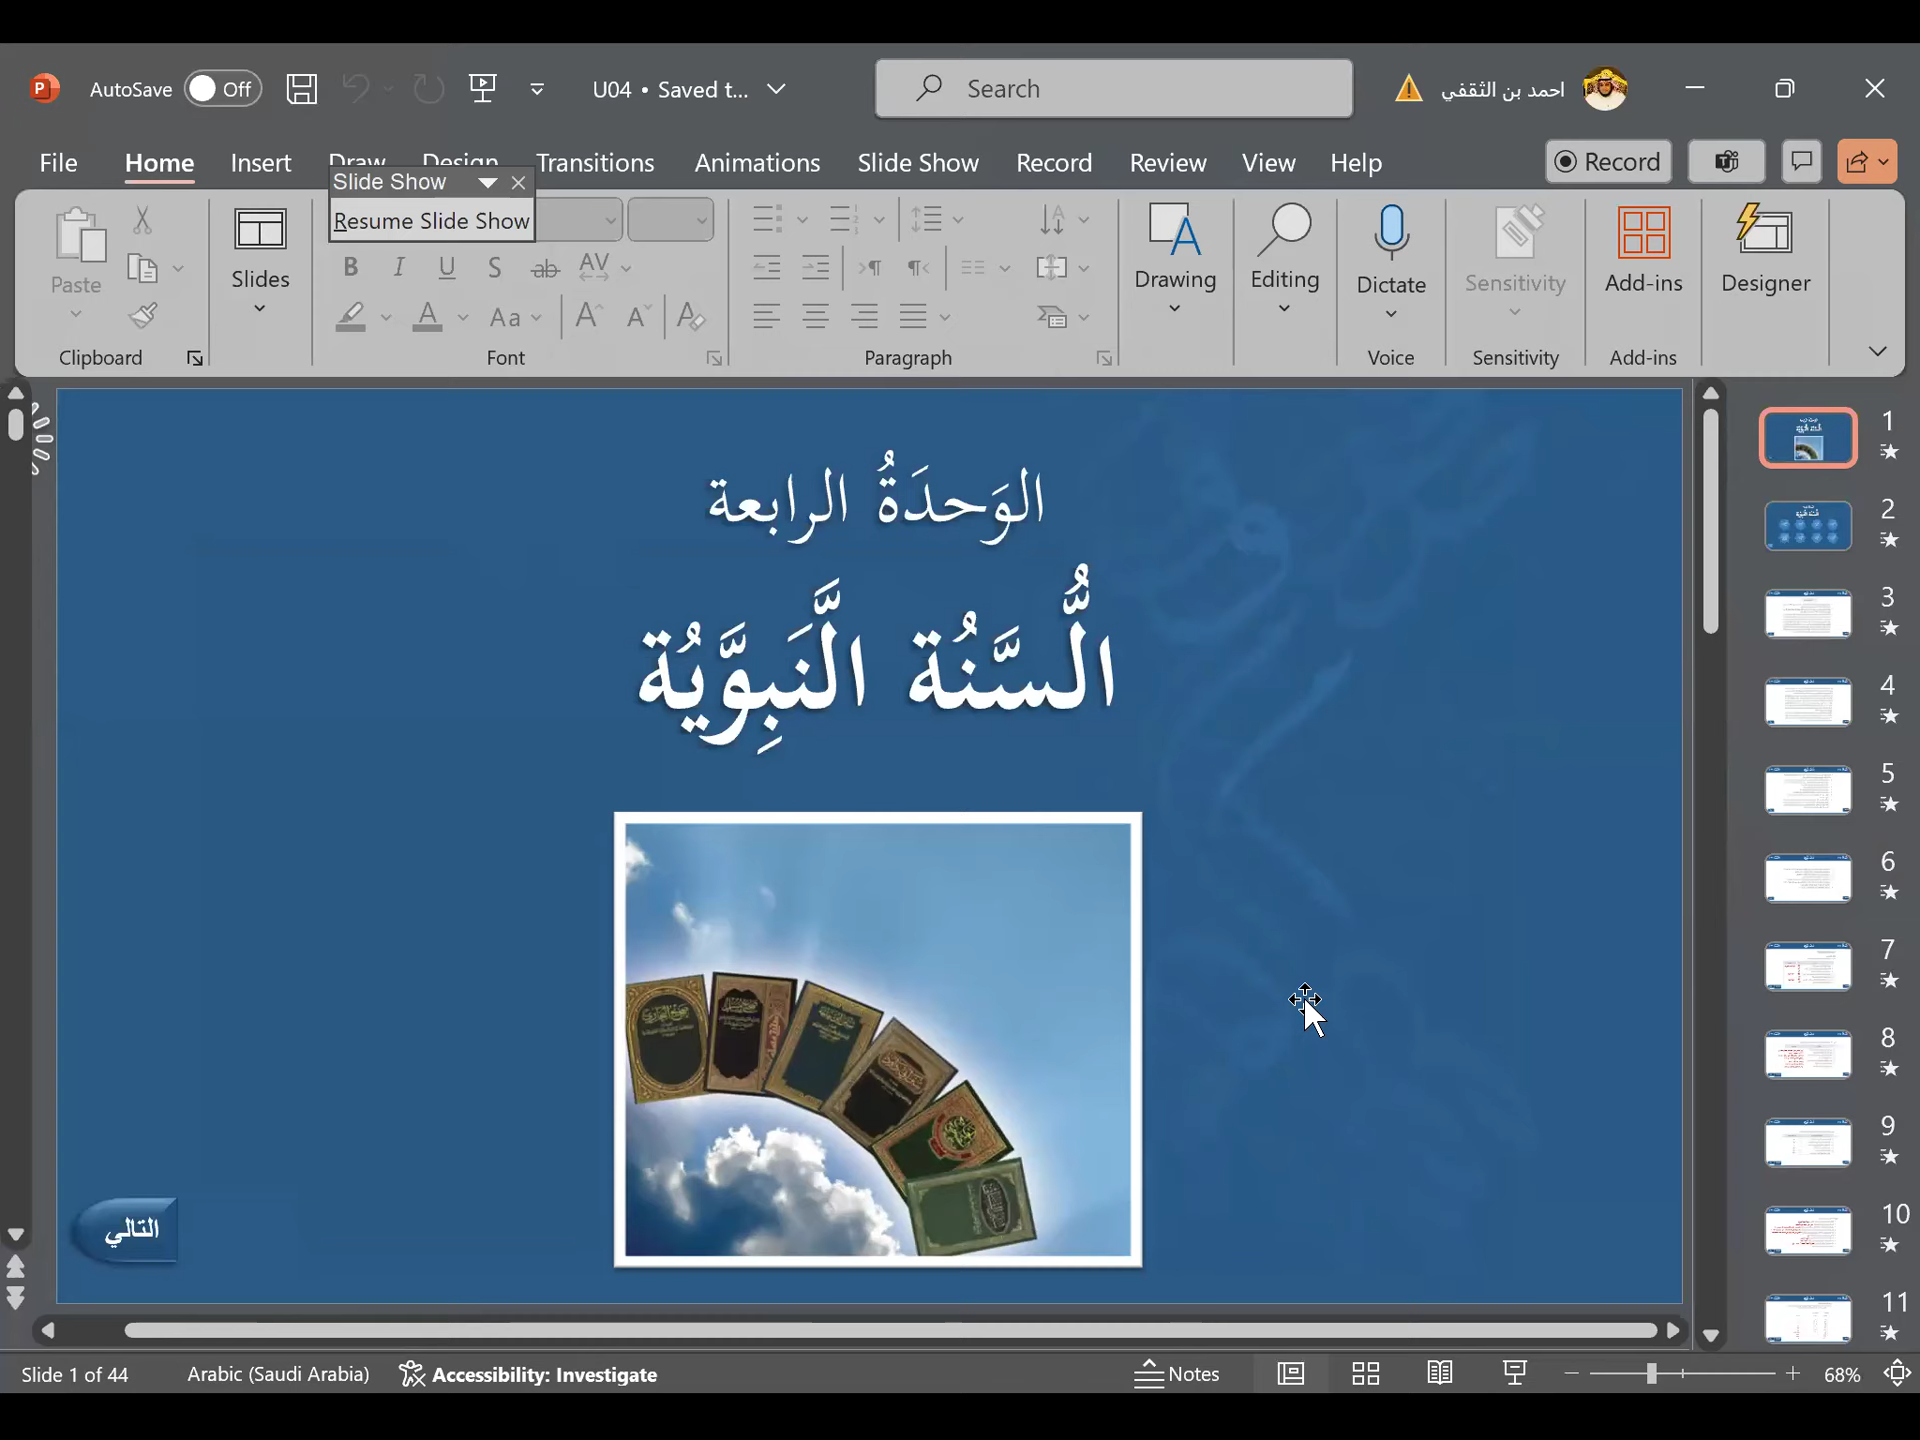 AutoSave Off U04 • Saved t... Search احمد بن الثقفي
File Home Insert Draw Design Transitions Animations Slide Show Record Review View Help Record
Slide Show
Resume Slide Show
Paste
Slides
B I U S ab AV
A Aa A A A
Drawing
Editing
Dictate
Sensitivity
Add-ins
Designer
Clipboard Font Paragraph Voice Sensitivity Add-ins
الوَحدَةُ الرابعة
السُّنَّةُ النَّبَوِيَّةُ
التالي
1
2
3
4
5
6
7
8
9
10
11
Slide 1 of 44 Arabic (Saudi Arabia) Accessibility: Investigate Notes 68%